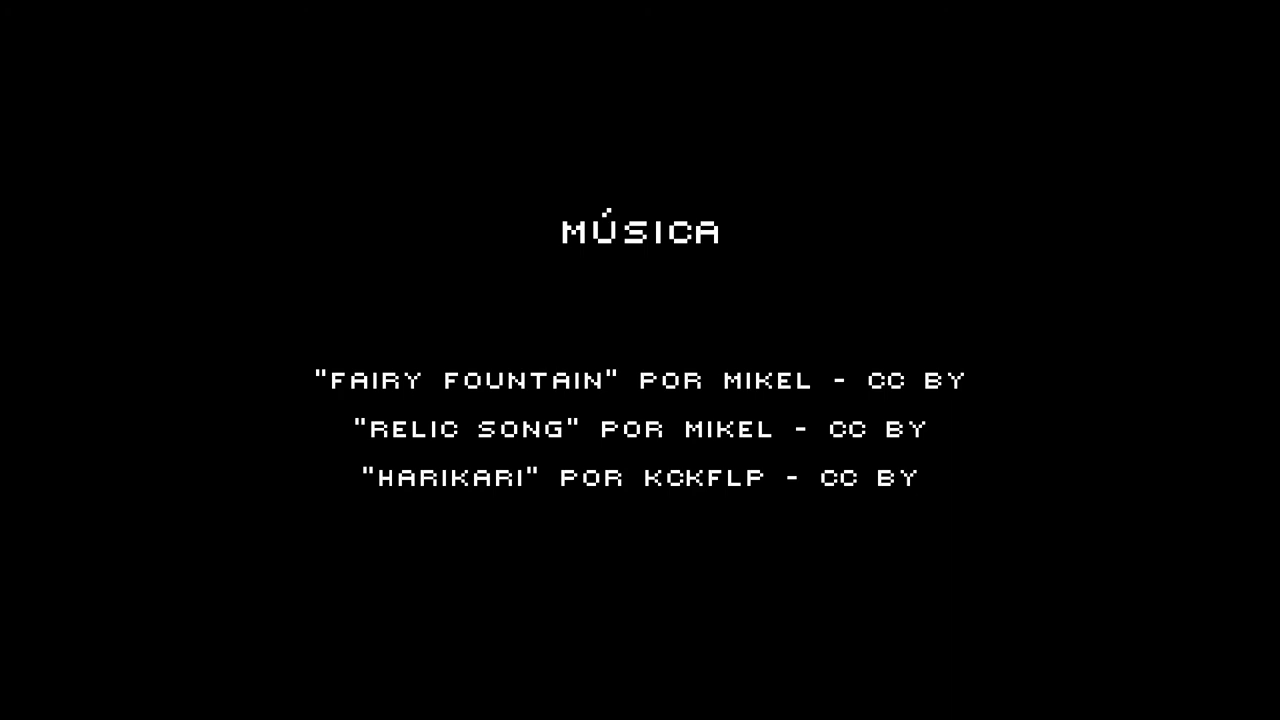 MÚSICA
"FAIRY FOUNTAIN" POR MIKEL - CC BY
"RELIC SONG" POR MIKEL - CC BY
"HARIKARI" POR KCKFLP - CC BY